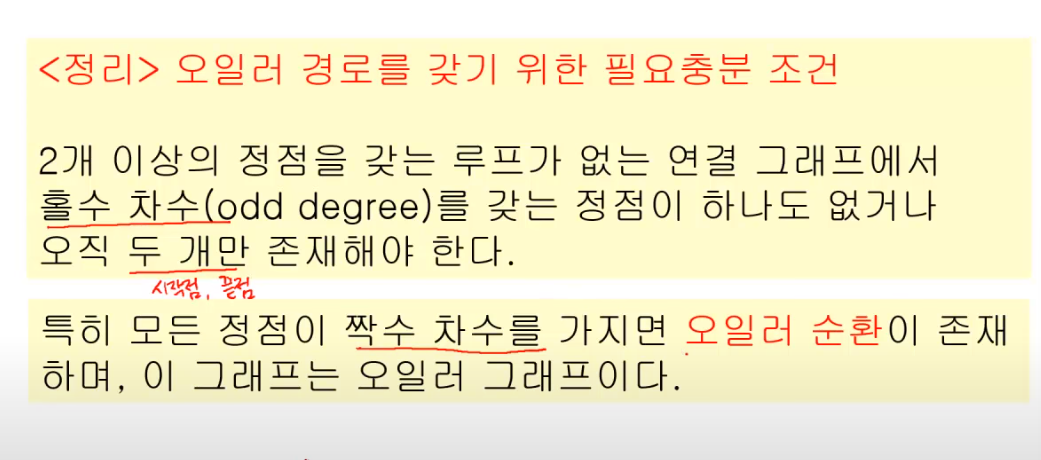 <정리> 오일러 경로를 갖기 위한 필요충분 조건
2개 이상의 정점을 갖는 루프가 없는 연결 그래프에서
홀수 차수(odd degree)를 갖는 정점이 하나도 없거나
오직 두 개만 존재해야 한다.
시작점, 끝점
특히 모든 정점이 짝수 차수를 가지면 오일러 순환이 존재
하며, 이 그래프는 오일러 그래프이다.